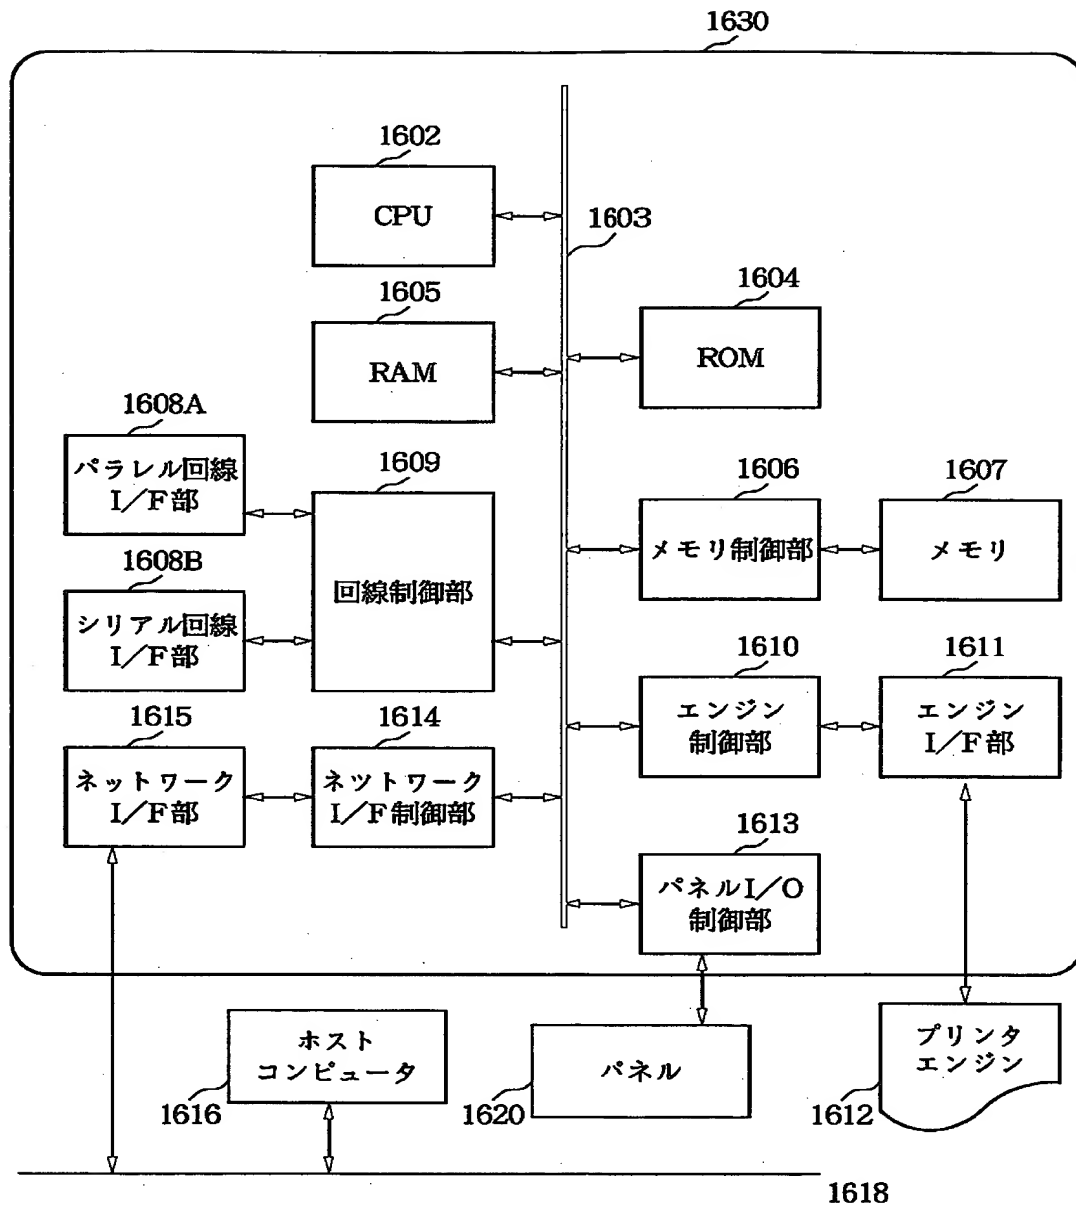 1630
1602
CPU
1603
1605
RAM
1604
ROM
1608A
パラレル回線
I/F部
1609
回線制御部
1606
メモリ制御部
1607
メモリ
1608B
シリアル回線
I/F部
1610
エンジン
制御部
1611
エンジン
I/F部
1615
ネットワーク
I/F部
1614
ネツトワーク
I/F制御部
1613
パネルI/O
制御部
ホスト
コンピュータ
1616
パネル
1620
プリンタ
エンジン
1612
1618